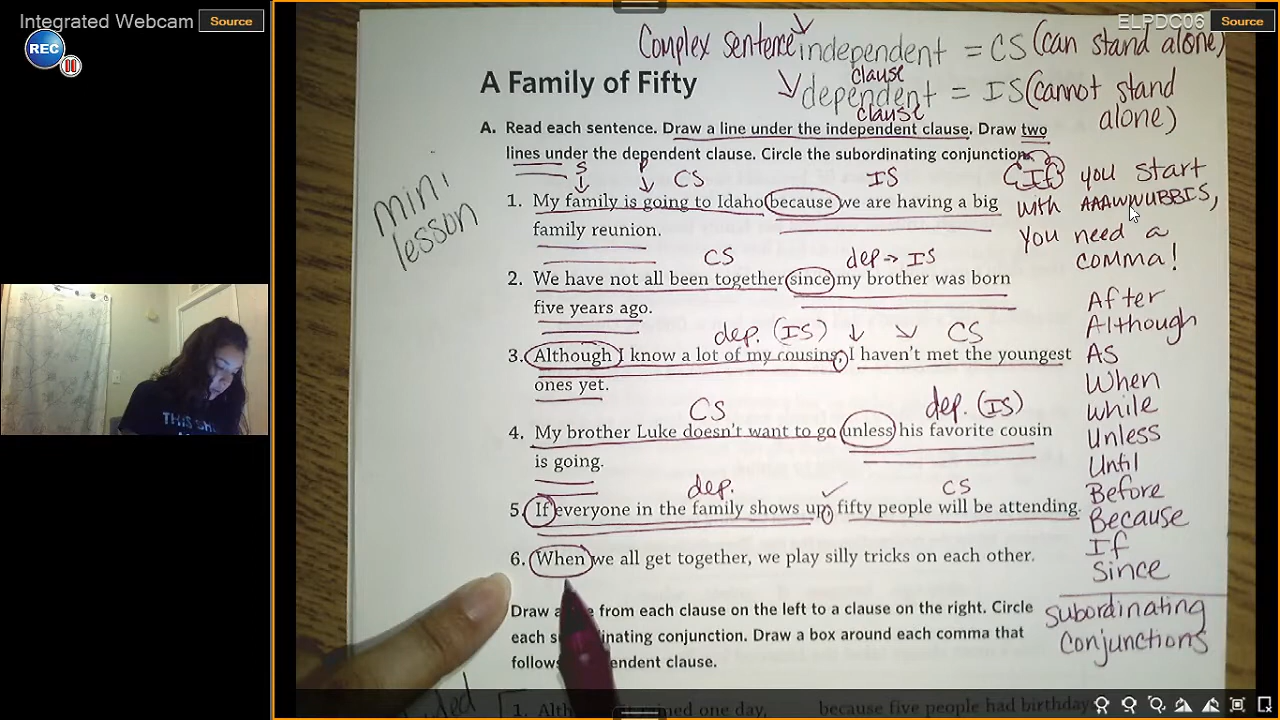 Integrated Webcam
Source
ELPDC06
Source
REC
Complex sentence independent = CS (can stand alone)
clause
A Family of Fifty
dependent = IS (cannot stand alone)
clause
A. Read each sentence. Draw a line under the independent clause. Draw two
lines under the dependent clause. Circle the subordinating conjunction.
mini
lesson
S
P
CS
IS
1. My family is going to Idaho because we are having a big
family reunion.
CS
dep → IS
2. We have not all been together since my brother was born
five years ago.
dep. (IS)
CS
3. Although I know a lot of my cousins, I haven't met the youngest
ones yet.
CS
dep. (IS)
4. My brother Luke doesn't want to go unless his favorite cousin
is going.
dep.
CS
5. If everyone in the family shows up, fifty people will be attending.
6. When we all get together, we play silly tricks on each other.
If you start
with AAAWWUUBBIS,
you need a
comma!
After
Although
As
When
while
Unless
Until
Before
Because
If
Since
subordinating
conjunctions
Draw a from each clause on the left to a clause on the right. Circle
each conjunction. Draw a box around each comma that
follows clause.
1. one day,
because five people had birthday
THIS